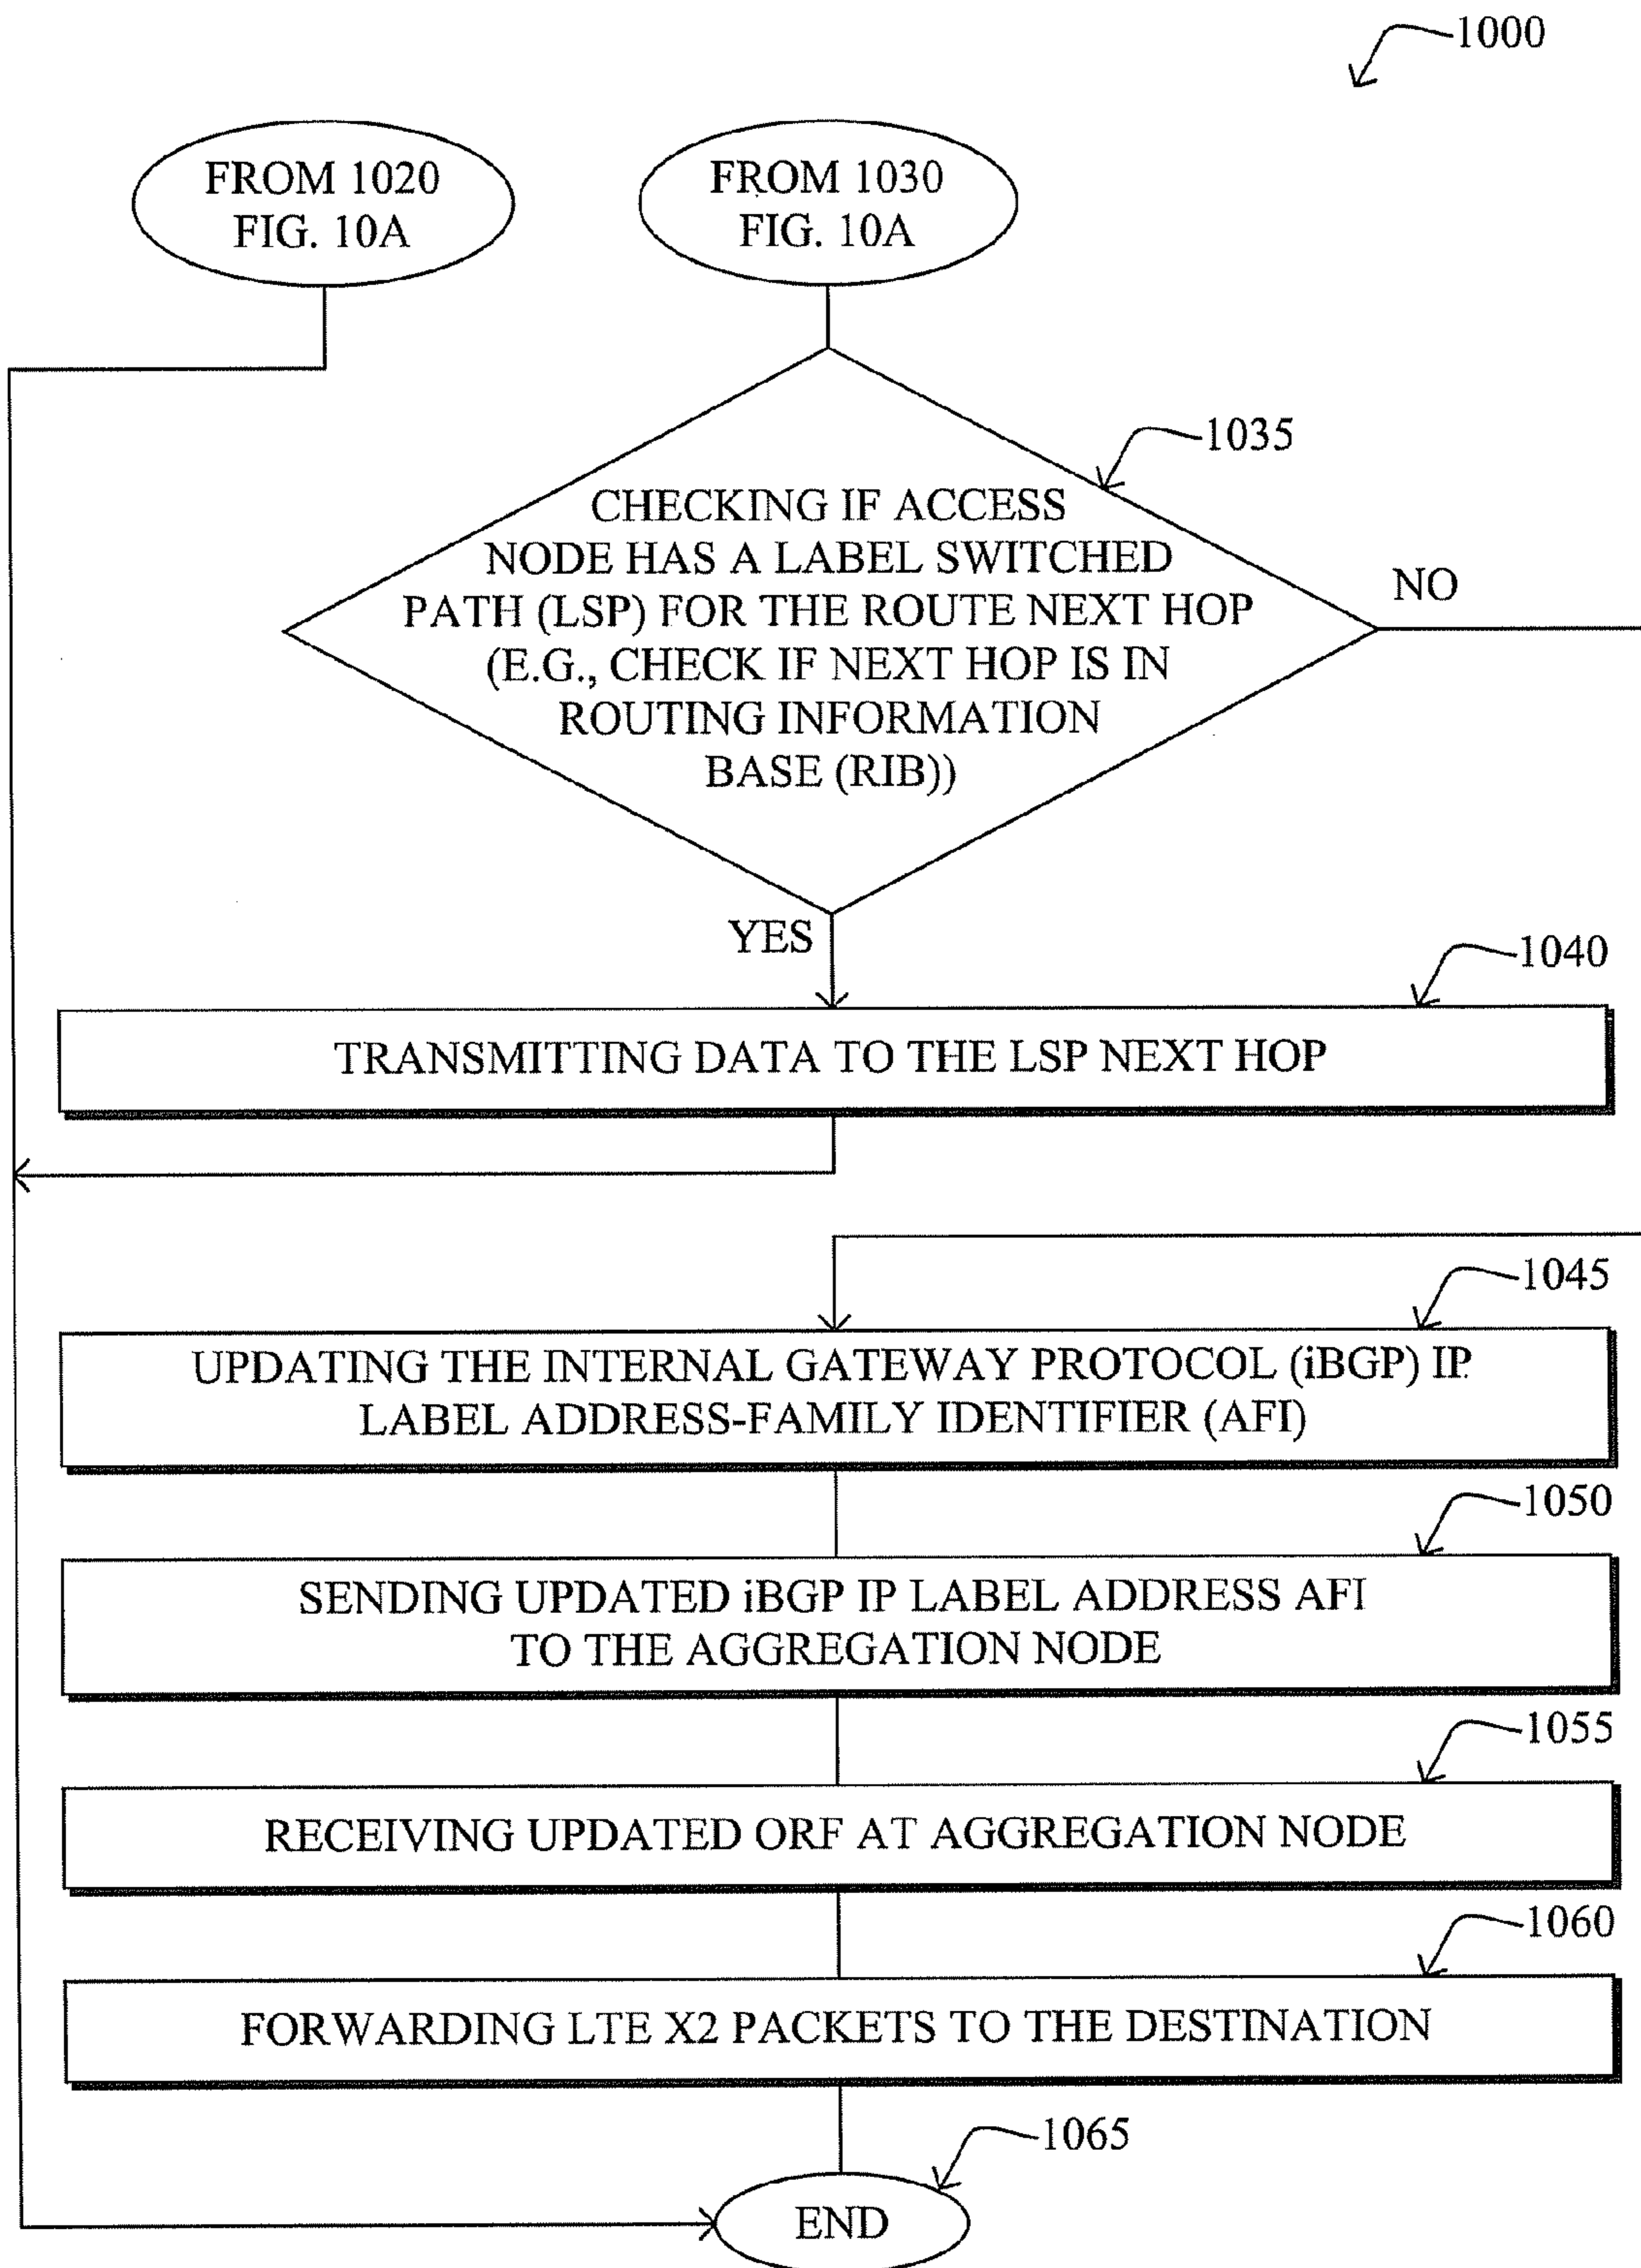 1000
FROM 1020
FIG. 10A
FROM 1030
FIG. 10A
1035
CHECKING IF ACCESS
NODE HAS A LABEL SWITCHED
PATH (LSP) FOR THE ROUTE NEXT HOP
(E.G., CHECK IF NEXT HOP IS IN
ROUTING INFORMATION
BASE (RIB))
NO
YES
1040
TRANSMITTING DATA TO THE LSP NEXT HOP
1045
UPDATING THE INTERNAL GATEWAY PROTOCOL (iBGP) IP
LABEL ADDRESS-FAMILY IDENTIFIER (AFI)
1050
SENDING UPDATED iBGP IP LABEL ADDRESS AFI
TO THE AGGREGATION NODE
1055
RECEIVING UPDATED ORF AT AGGREGATION NODE
1060
FORWARDING LTE X2 PACKETS TO THE DESTINATION
1065
END